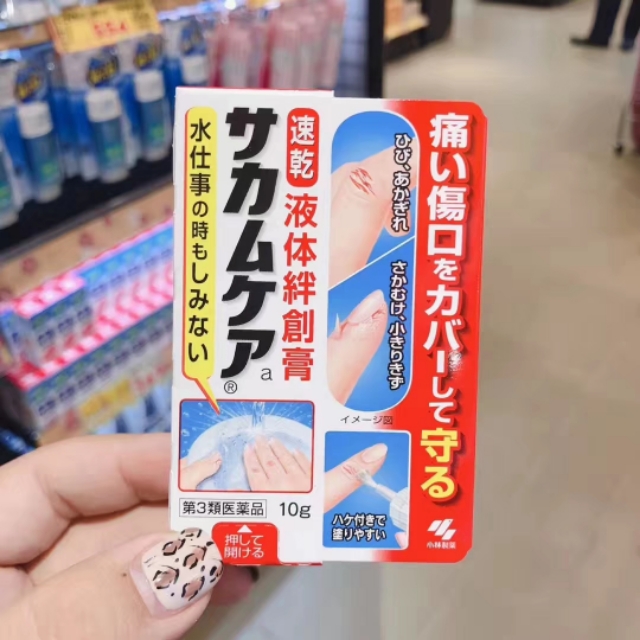 痛い傷口をカバーして守る
ひび、あかぎれ
さかむけ、小きりきず
イメージ図
ハケ付きで
塗りやすい
小林製薬
速乾 液体絆創膏
サカムケア®a
水仕事の時もしみない
第3類医薬品 10g
押して
開ける